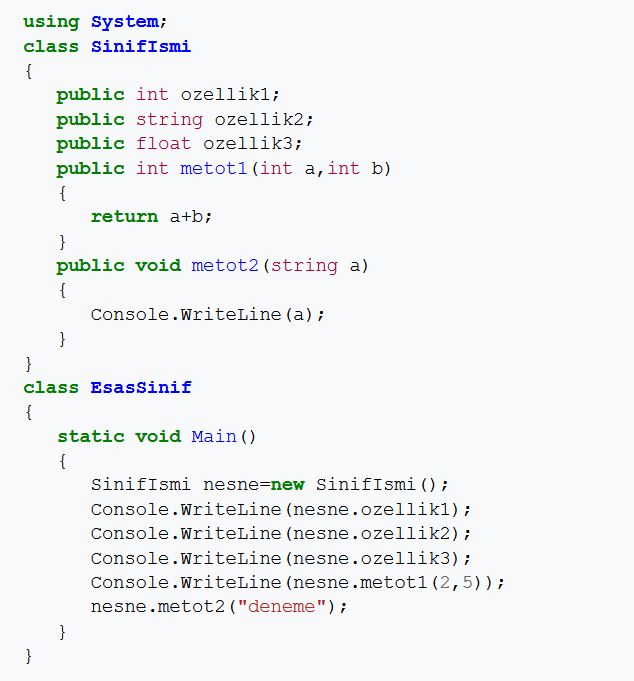 using System;
class SinifIsmi
{
   public int ozellik1;
   public string ozellik2;
   public float ozellik3;
   public int metot1(int a,int b)
   {
      return a+b;
   }
   public void metot2(string a)
   {
      Console.WriteLine(a);
   }
}
class EsasSinif
{
   static void Main()
   {
      SinifIsmi nesne=new SinifIsmi();
      Console.WriteLine(nesne.ozellik1);
      Console.WriteLine(nesne.ozellik2);
      Console.WriteLine(nesne.ozellik3);
      Console.WriteLine(nesne.metot1(2,5));
      nesne.metot2("deneme");
   }
}